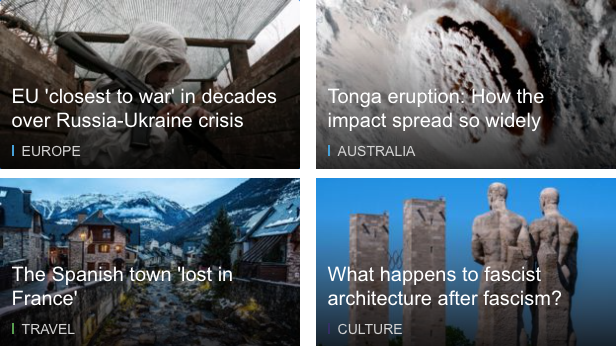 EU 'closest to war' in decades
over Russia-Ukraine crisis
EUROPE
Tonga eruption: How the
impact spread so widely
AUSTRALIA
The Spanish town 'lost in
France'
TRAVEL
What happens to fascist
architecture after fascism?
CULTURE